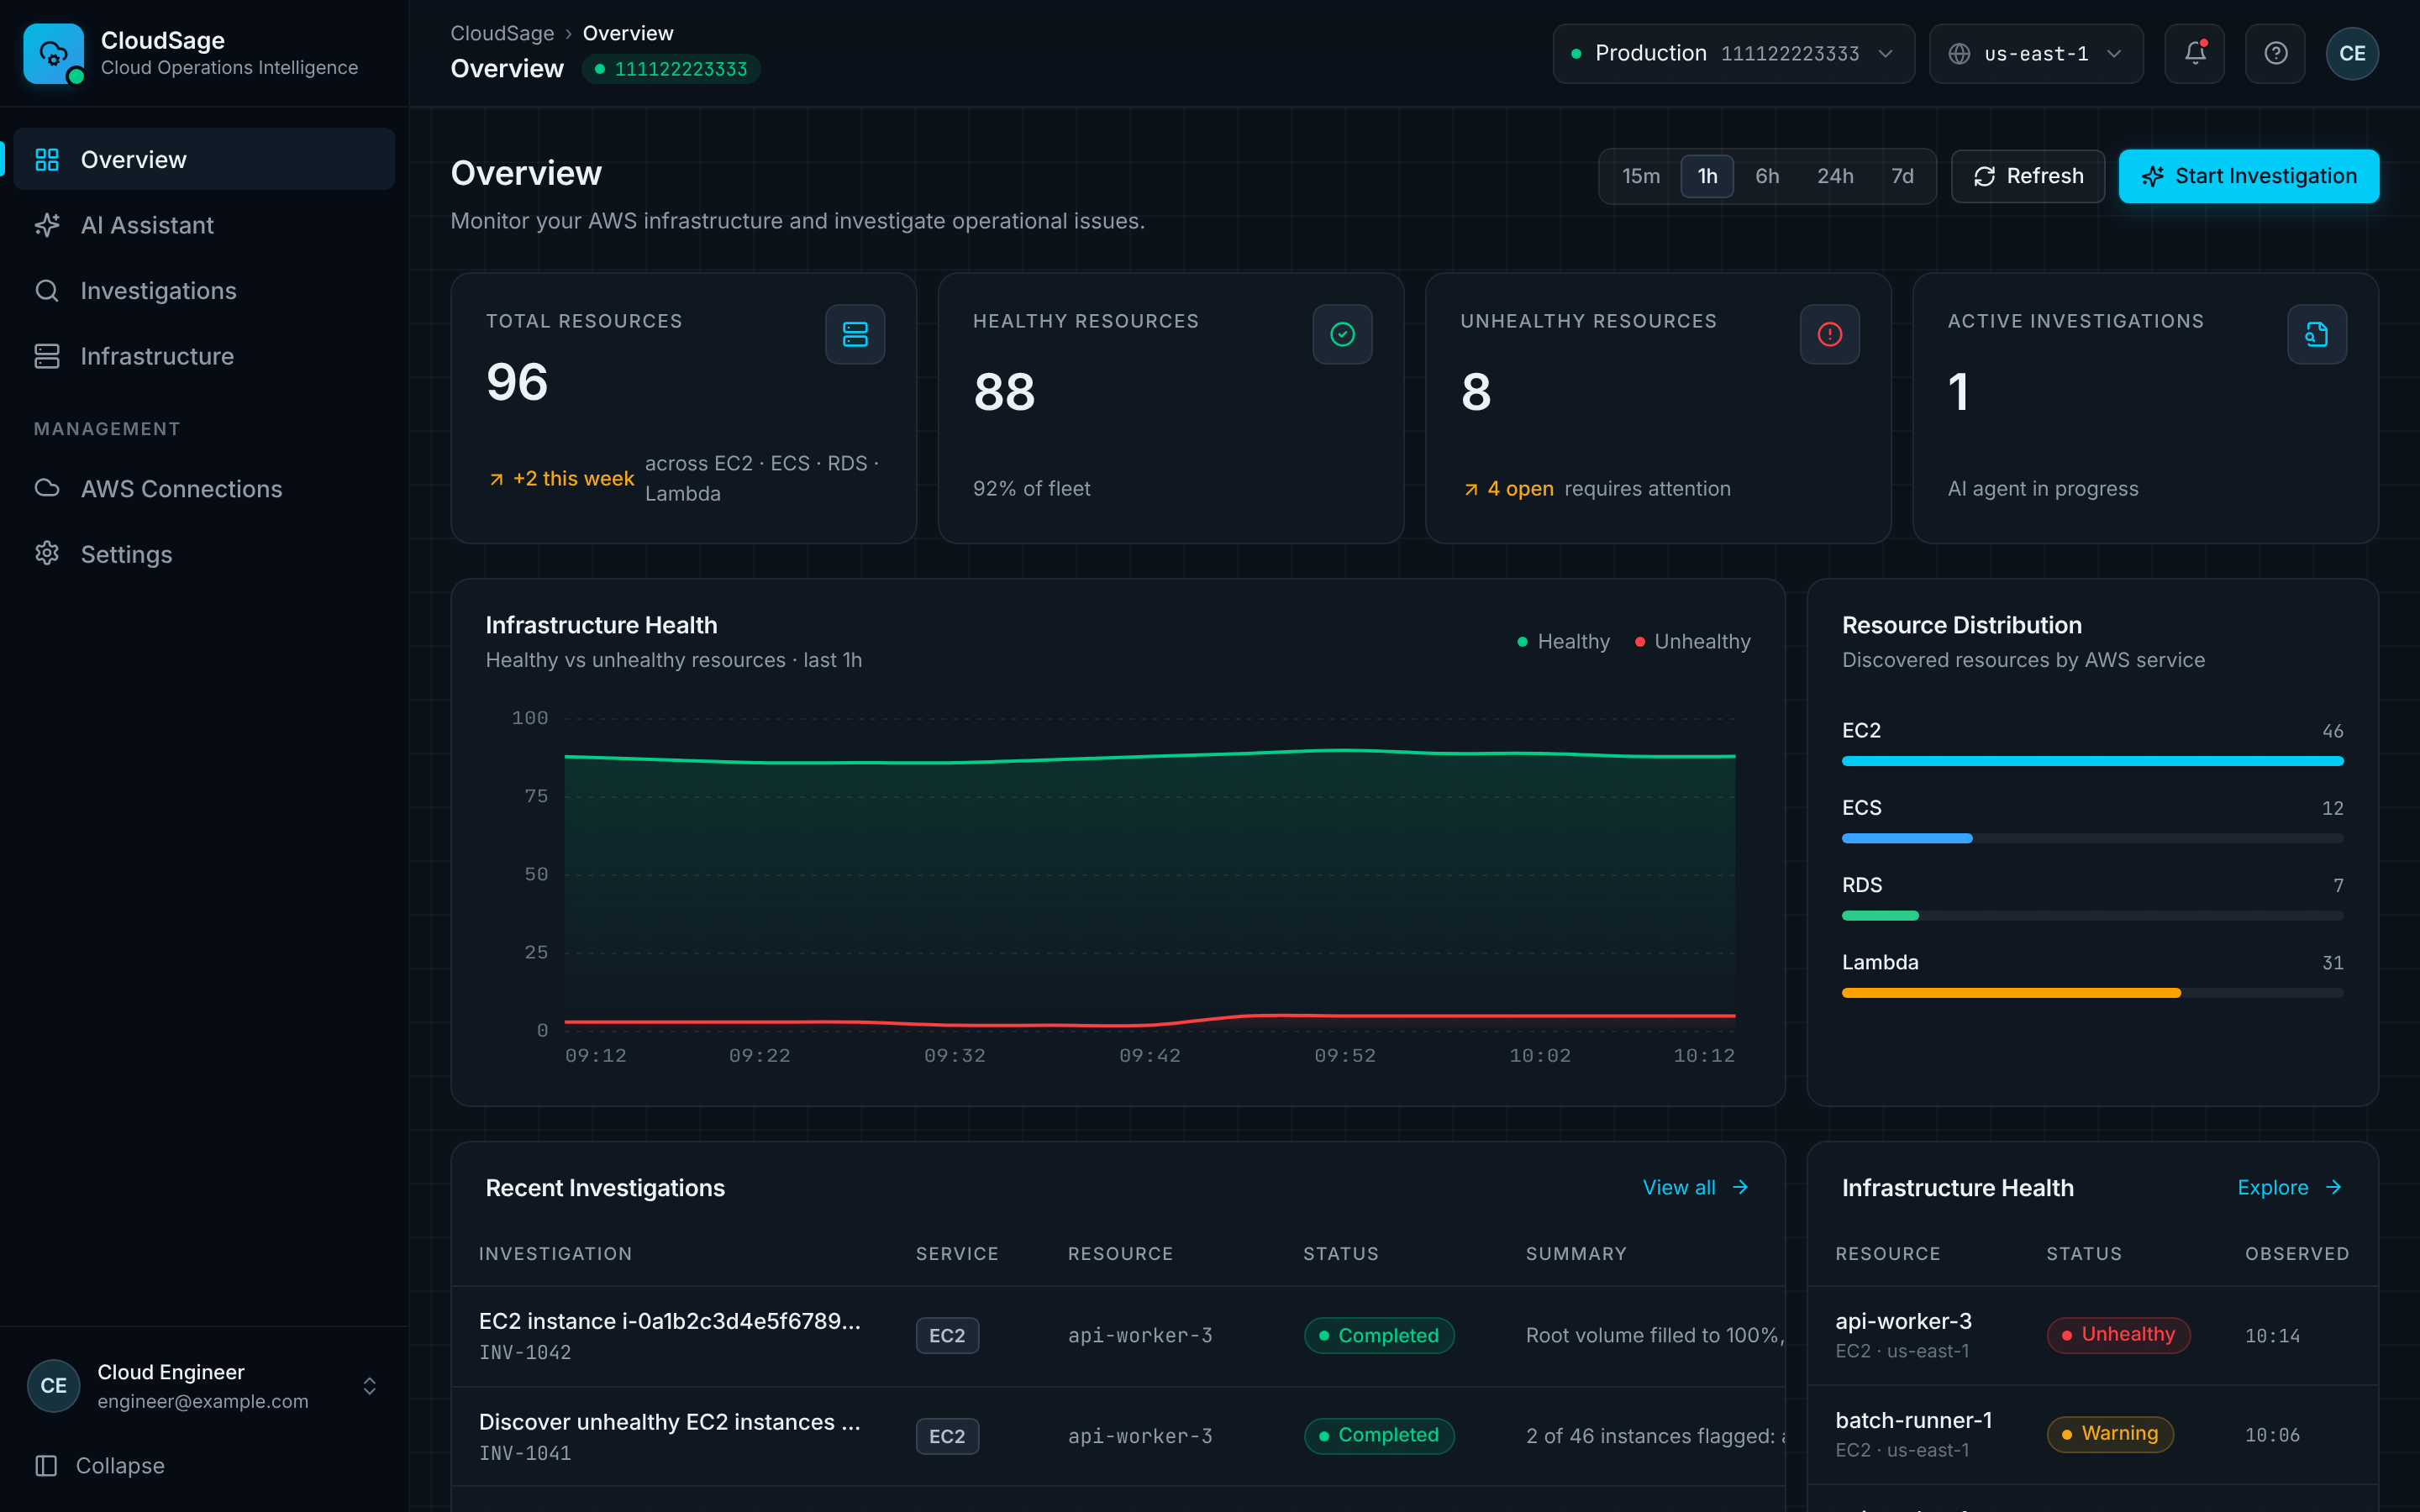 CloudSage
Cloud Operations Intelligence
Overview
AI Assistant
Investigations
Infrastructure
MANAGEMENT
AWS Connections
Settings
CE
Cloud Engineer
engineer@example.com
Collapse
CloudSage › Overview
Overview 111122223333
Production 111122223333
us-east-1
CE
Overview
Monitor your AWS infrastructure and investigate operational issues.
15m 1h 6h 24h 7d
Refresh
Start Investigation
TOTAL RESOURCES
96
+2 this week
across EC2 · ECS · RDS ·
Lambda
HEALTHY RESOURCES
88
92% of fleet
UNHEALTHY RESOURCES
8
4 open requires attention
ACTIVE INVESTIGATIONS
1
AI agent in progress
Infrastructure Health
Healthy vs unhealthy resources · last 1h
Healthy Unhealthy
100
75
50
25
0
09:12 09:22 09:32 09:42 09:52 10:02 10:12
Resource Distribution
Discovered resources by AWS service
EC2 46
ECS 12
RDS 7
Lambda 31
Recent Investigations
View all
INVESTIGATION SERVICE RESOURCE STATUS SUMMARY
EC2 instance i-0a1b2c3d4e5f6789...
INV-1042
EC2
api-worker-3
Completed
Root volume filled to 100%,
Discover unhealthy EC2 instances ...
INV-1041
EC2
api-worker-3
Completed
2 of 46 instances flagged:
Infrastructure Health
Explore
RESOURCE STATUS OBSERVED
api-worker-3
EC2 · us-east-1
Unhealthy
10:14
batch-runner-1
EC2 · us-east-1
Warning
10:06